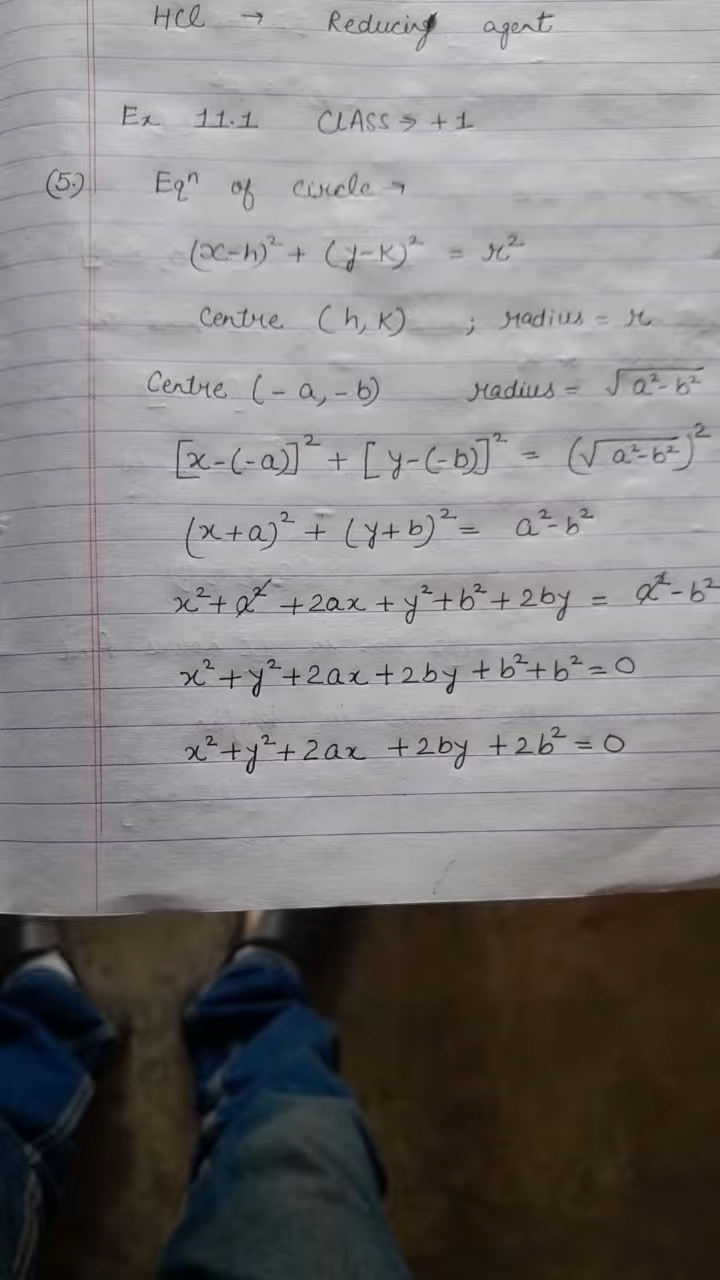 HCl → Reducing agent
Ex 11.1 CLASS → +1
(5.) Eqⁿ of circle →
(x-h)² + (y-K)² = r²
Centre (h, K) ; radius = r
Centre (-a, -b) radius = √a²-b²
[x-(-a)]² + [y-(-b)]² = (√a²-b²)²
(x+a)² + (y+b)² = a²-b²
x²+a²+2ax+y²+b²+2by = a²-b²
x²+y²+2ax+2by+b²+b²=0
x²+y²+2ax+2by+2b²=0